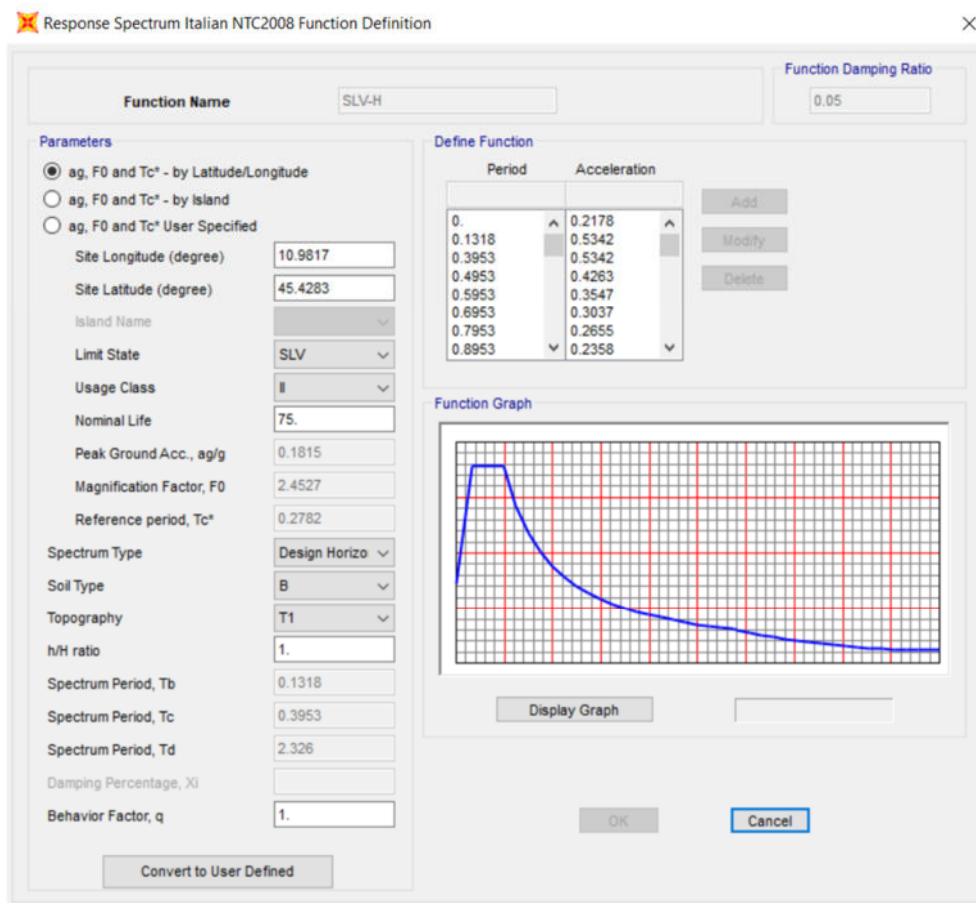 Response Spectrum Italian NTC2008 Function Definition
Function Damping Ratio
Function Name SLV-H 0.05
Parameters
ag, F0 and Tc* - by Latitude/Longitude
ag, F0 and Tc* - by Island
ag, F0 and Tc* User Specified
Site Longitude (degree) 10.9817
Site Latitude (degree) 45.4283
Island Name
Limit State SLV
Usage Class II
Nominal Life 75.
Peak Ground Acc., ag/g 0.1815
Magnification Factor, F0 2.4527
Reference period, Tc* 0.2782
Spectrum Type Design Horizo
Soil Type B
Topography T1
h/H ratio 1.
Spectrum Period, Tb 0.1318
Spectrum Period, Tc 0.3953
Spectrum Period, Td 2.326
Damping Percentage, Xi
Behavior Factor, q 1.
Convert to User Defined
Define Function
Period Acceleration
0. 0.2178
0.1318 0.5342
0.3953 0.5342
0.4953 0.4263
0.5953 0.3547
0.6953 0.3037
0.7953 0.2655
0.8953 0.2358
Add
Modify
Delete
Function Graph
Display Graph
OK Cancel